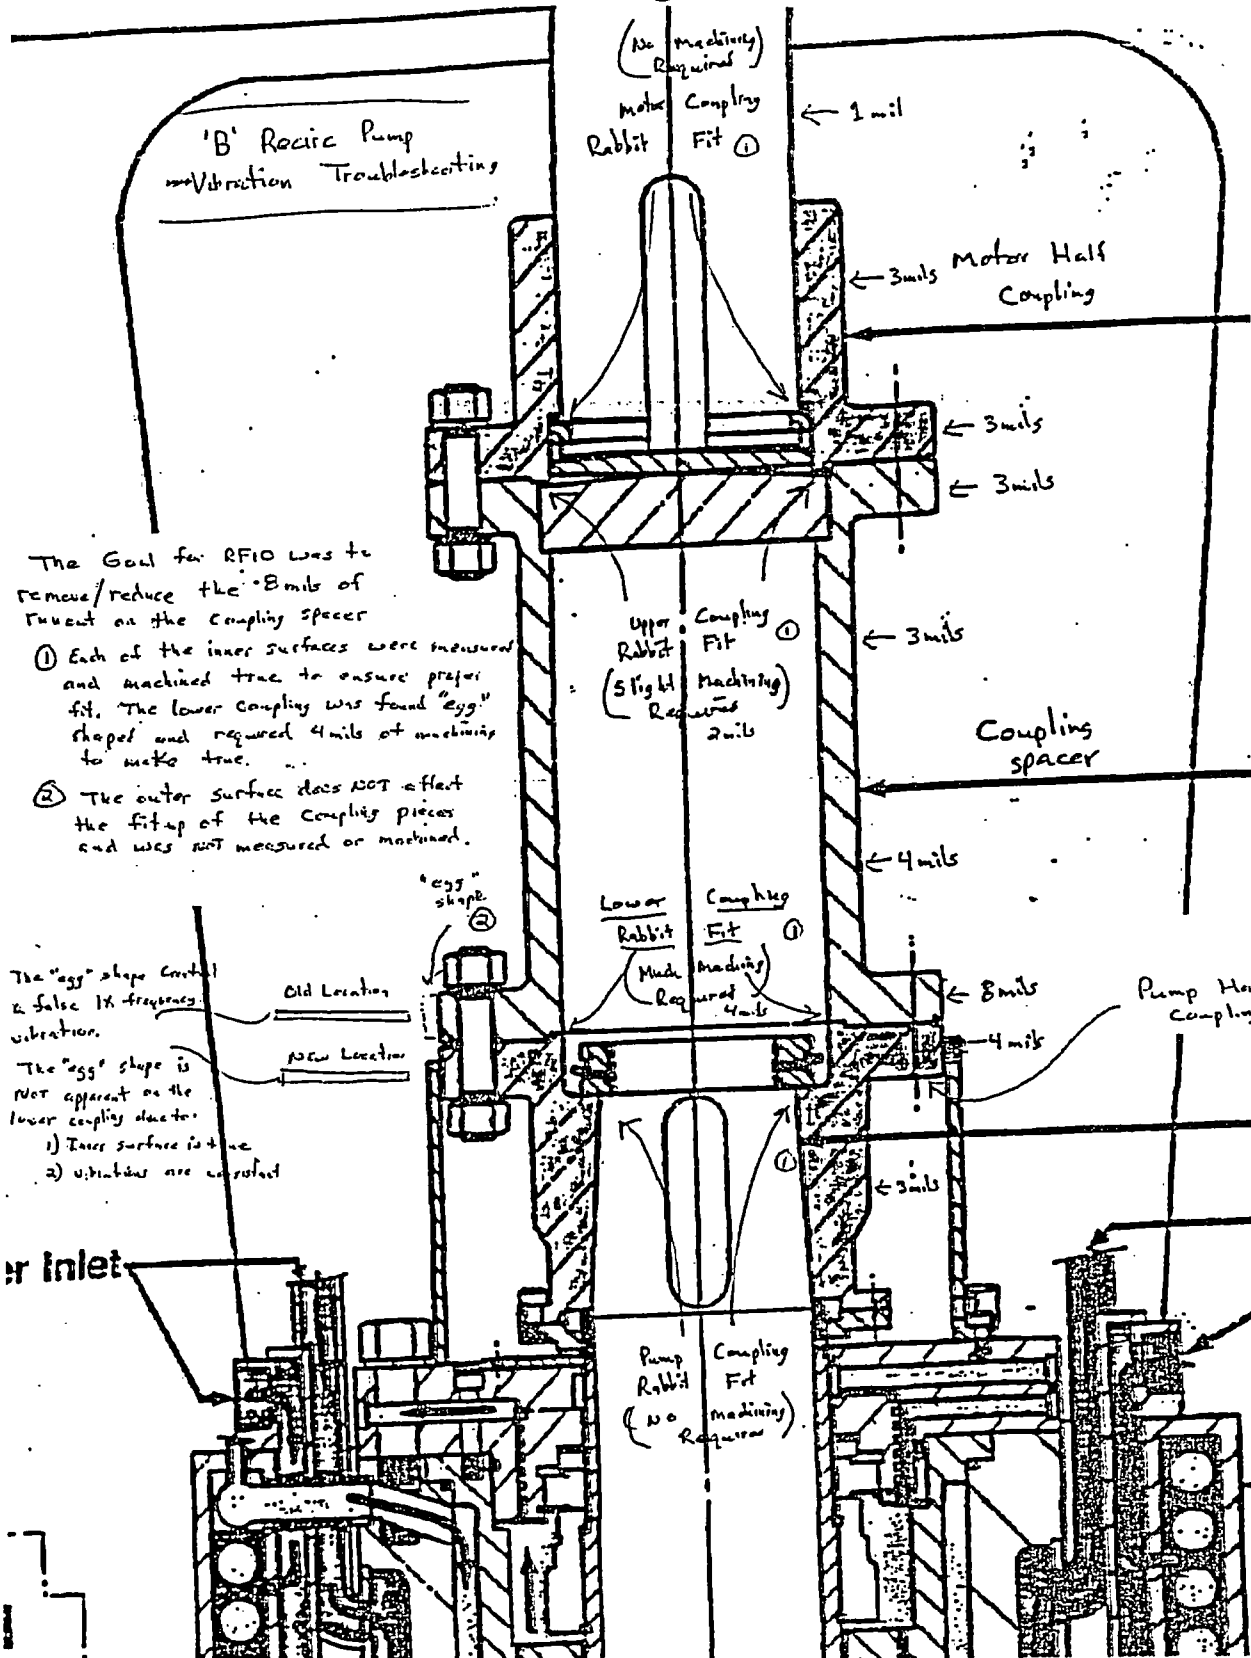 (No Machining)
Required
Motor Coupling
Rabbit Fit ①
← 1 mil
'B' Recirc Pump
Vibration Troubleshooting
← 3mils
Motor Half
Coupling
← 3mils
← 3mils
The Goal for RF10 was to
remove/reduce the 8 mils of
runout on the coupling spacer
① Each of the inner surfaces were measured
and machined true to ensure proper
fit. The lower coupling was found "egg"
shaped and required 4 mils of machining
to make true.
② The outer surface does NOT affect
the fitup of the coupling pieces
and was NOT measured or machined.
Upper Coupling ①
Rabbit Fit
(Slight Machining)
Required
2mils
← 3mils
Coupling
spacer
← 4mils
"egg"
shape
②
Lower Coupling
Rabbit Fit ①
(Much Machining)
Required
4mils
← 8mils
← 4mils
Pump
Coupling
The "egg" shape created
a false 1X frequency
vibration.
Old Location
New Location
The "egg" shape is
NOT apparent on the
lower coupling due to:
1) Inner surface is true
2) vibrations are consistant
①
← 3mils
er Inlet
Pump Coupling
Rabbit Fit
(No Machining)
Required